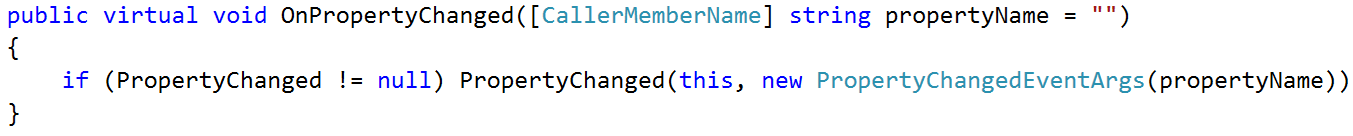 public virtual void OnPropertyChanged([CallerMemberName] string propertyName = "")
{
    if (PropertyChanged != null) PropertyChanged(this, new PropertyChangedEventArgs(propertyName))
}